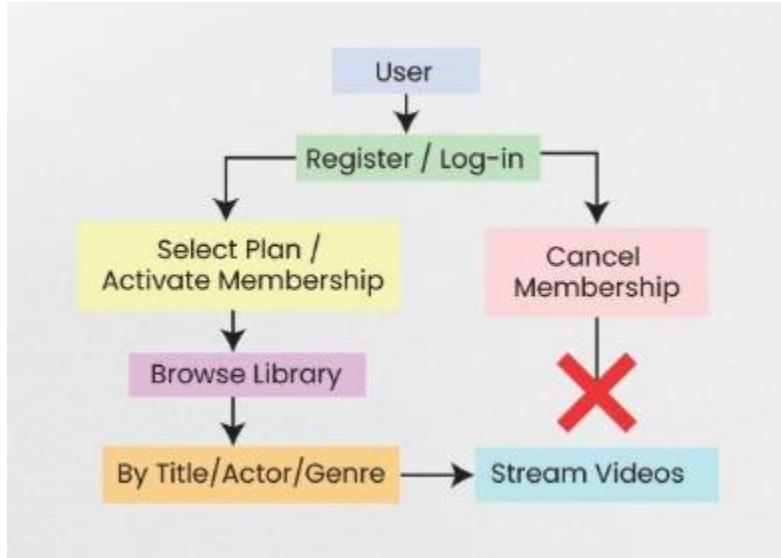 User
Register / Log-in
Select Plan /
Activate Membership
Cancel
Membership
Browse Library
By Title/Actor/Genre
Stream Videos